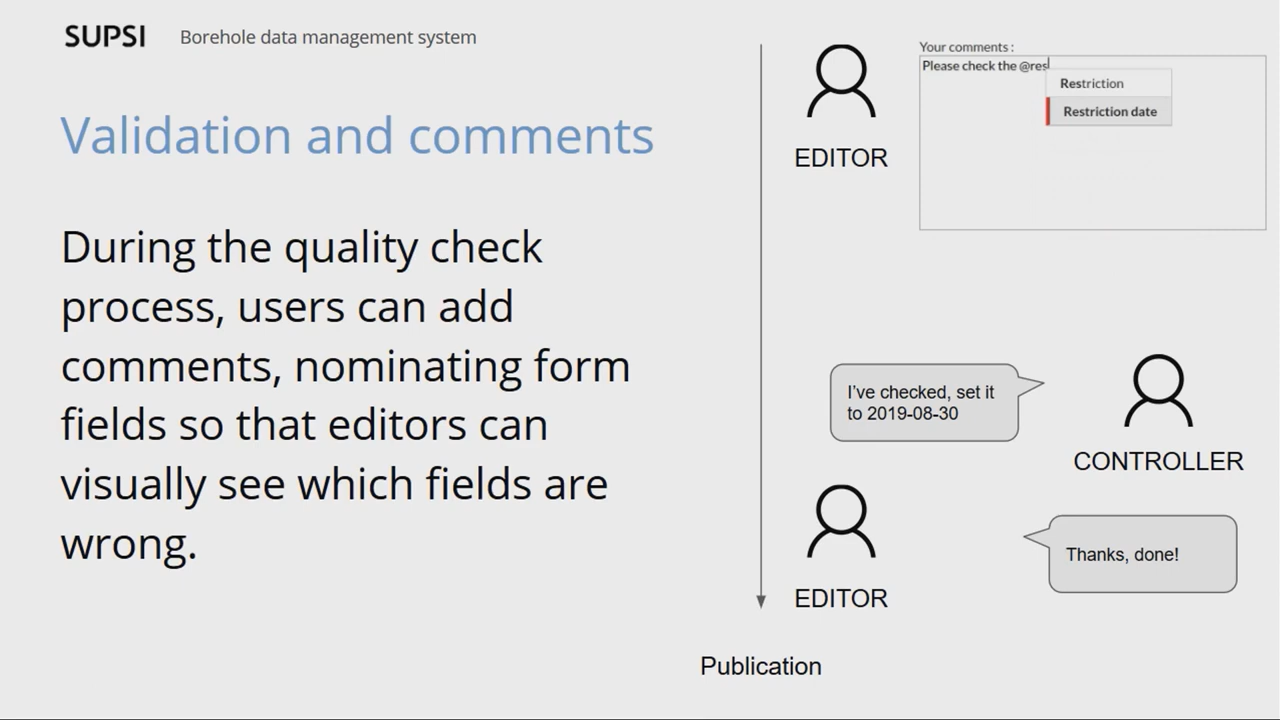 SUPSI Borehole data management system
Validation and comments
During the quality check
process, users can add
comments, nominating form
fields so that editors can
visually see which fields are
wrong.
EDITOR
Your comments :
Please check the @res
Restriction
Restriction date
I've checked, set it
to 2019-08-30
CONTROLLER
EDITOR
Thanks, done!
Publication